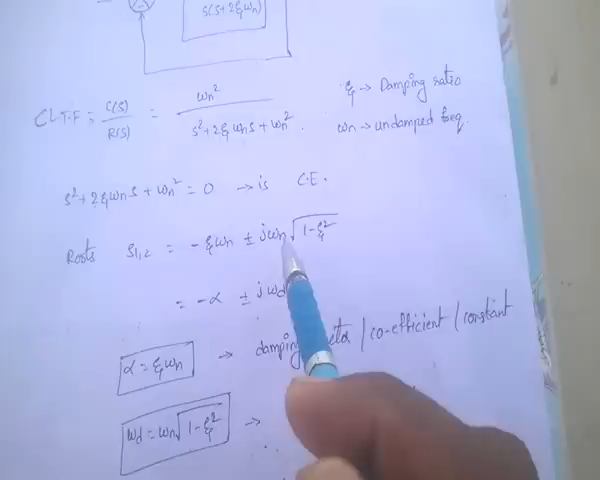 s(s+2ξωn)
CLT.F = C(s)/R(s) = ωn²/(s²+2ξωns+ωn²)
ξ → Damping ratio
ωn → undamped freq.
s²+2ξωns+ωn²=0 → is C.E.
Roots s1,2 = -ξωn ± jωn√(1-ξ²)
= -α ± jωd
α = ξωn → damping /co-efficient /constant
ωd = ωn√(1-ξ²) →